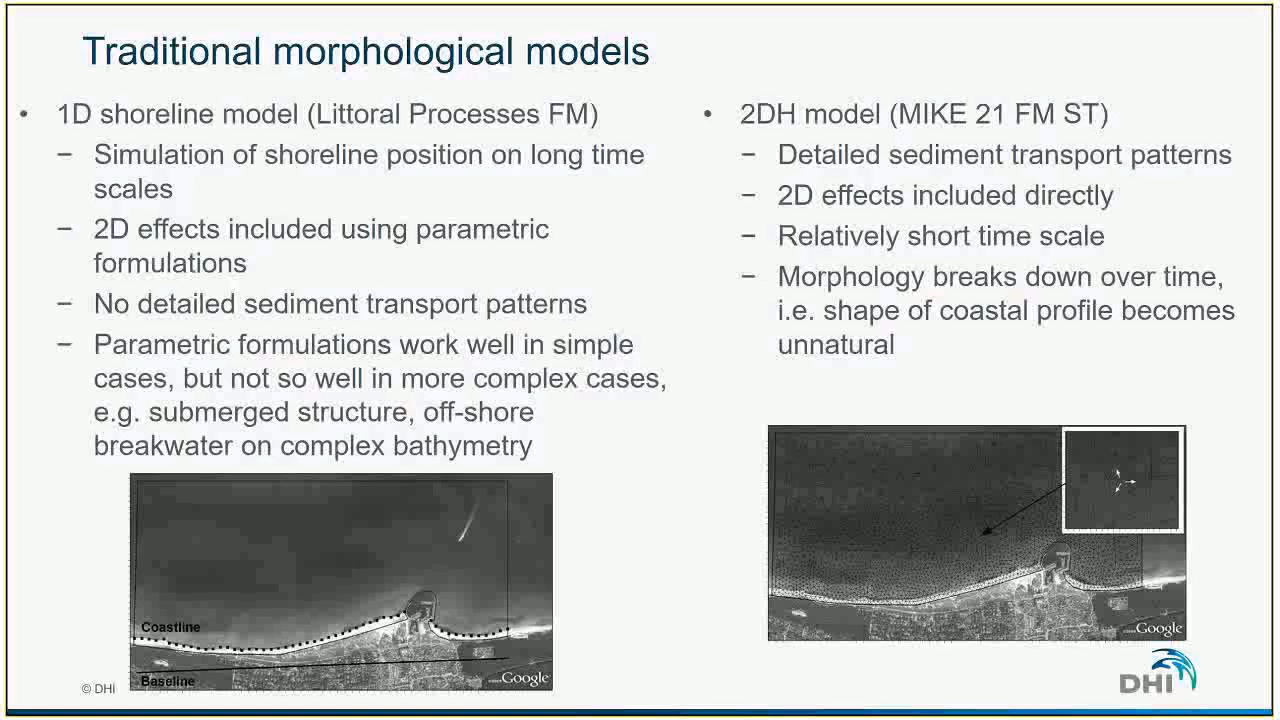 Traditional morphological models
• 1D shoreline model (Littoral Processes FM)
− Simulation of shoreline position on long time
scales
− 2D effects included using parametric
formulations
− No detailed sediment transport patterns
− Parametric formulations work well in simple
cases, but not so well in more complex cases,
e.g. submerged structure, off-shore
breakwater on complex bathymetry
Coastline
Baseline
Google
• 2DH model (MIKE 21 FM ST)
− Detailed sediment transport patterns
− 2D effects included directly
− Relatively short time scale
− Morphology breaks down over time,
i.e. shape of coastal profile becomes
unnatural
Google
© DHI
DHI